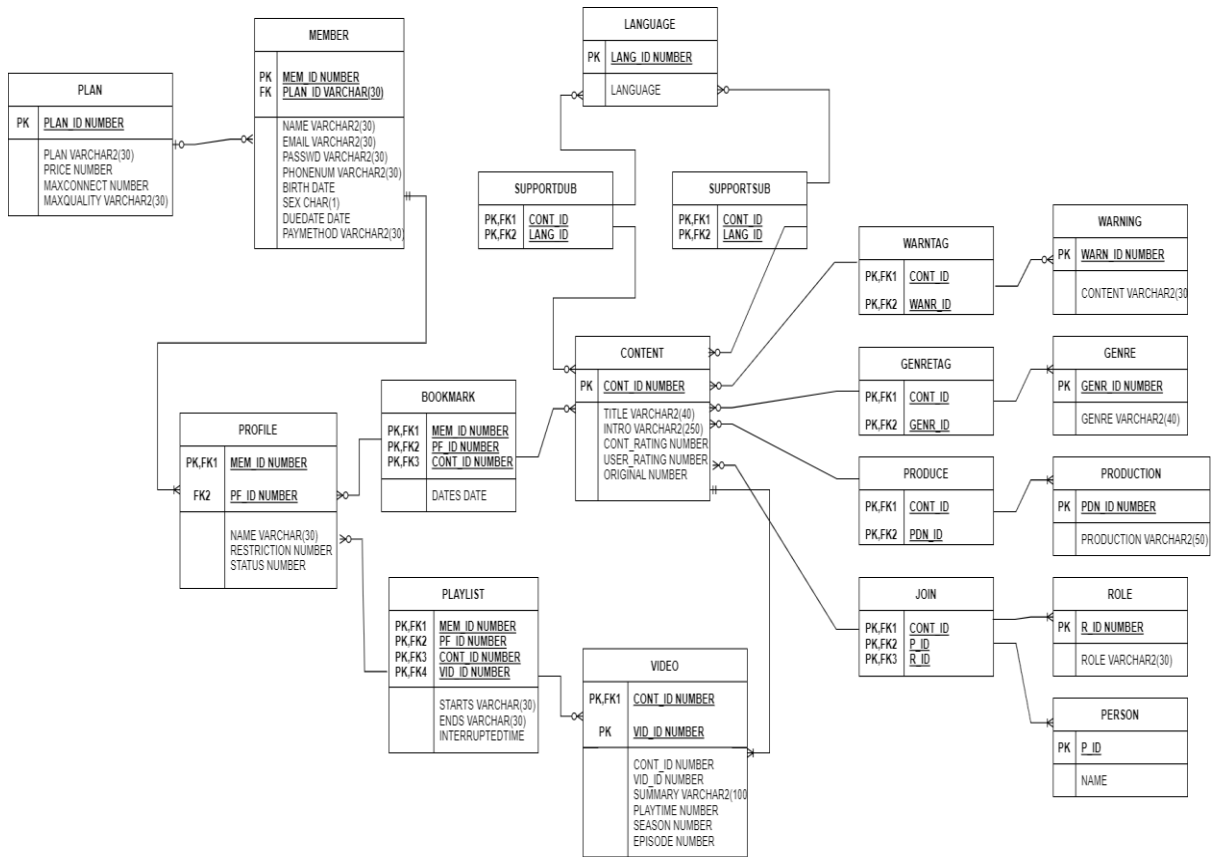 PLAN
PK PLAN_ID NUMBER
PLAN VARCHAR2(30)
PRICE NUMBER
MAXCONNECT NUMBER
MAXQUALITY VARCHAR2(30)
MEMBER
PK MEM_ID NUMBER
FK PLAN_ID VARCHAR(30)
NAME VARCHAR2(30)
EMAIL VARCHAR2(30)
PASSWD VARCHAR2(30)
PHONENUM VARCHAR2(30)
BIRTH DATE
SEX CHAR(1)
DUEDATE DATE
PAYMETHOD VARCHAR2(30)
LANGUAGE
PK LANG_ID NUMBER
LANGUAGE
SUPPORTDUB
PK,FK1 CONT_ID
PK,FK2 LANG_ID
SUPPORTSUB
PK,FK1 CONT_ID
PK,FK2 LANG_ID
WARNTAG
PK,FK1 CONT_ID
PK,FK2 WANR_ID
WARNING
PK WARN_ID NUMBER
CONTENT VARCHAR2(30
CONTENT
PK CONT_ID NUMBER
TITLE VARCHAR2(40)
INTRO VARCHAR2(250)
CONT_RATING NUMBER
USER_RATING NUMBER
ORIGINAL NUMBER
GENRETAG
PK,FK1 CONT_ID
PK,FK2 GENR_ID
GENRE
PK GENR_ID NUMBER
GENRE VARCHAR2(40)
BOOKMARK
PK,FK1 MEM_ID NUMBER
PK,FK2 PF_ID NUMBER
PK,FK3 CONT_ID NUMBER
DATES DATE
PROFILE
PK,FK1 MEM_ID NUMBER
FK2 PF_ID NUMBER
NAME VARCHAR(30)
RESTRICTION NUMBER
STATUS NUMBER
PRODUCE
PK,FK1 CONT_ID
PK,FK2 PDN_ID
PRODUCTION
PK PDN_ID NUMBER
PRODUCTION VARCHAR2(50)
PLAYLIST
PK,FK1 MEM_ID NUMBER
PK,FK2 PF_ID NUMBER
PK,FK3 CONT_ID NUMBER
PK,FK4 VID_ID NUMBER
STARTS VARCHAR(30)
ENDS VARCHAR(30)
INTERRUPTEDTIME
VIDEO
PK,FK1 CONT_ID NUMBER
PK VID_ID NUMBER
CONT_ID NUMBER
VID_ID NUMBER
SUMMARY VARCHAR2(100
PLAYTIME NUMBER
SEASON NUMBER
EPISODE NUMBER
JOIN
PK,FK1 CONT_ID
PK,FK2 P_ID
PK,FK3 R_ID
ROLE
PK R_ID NUMBER
ROLE VARCHAR2(30)
PERSON
PK P_ID
NAME